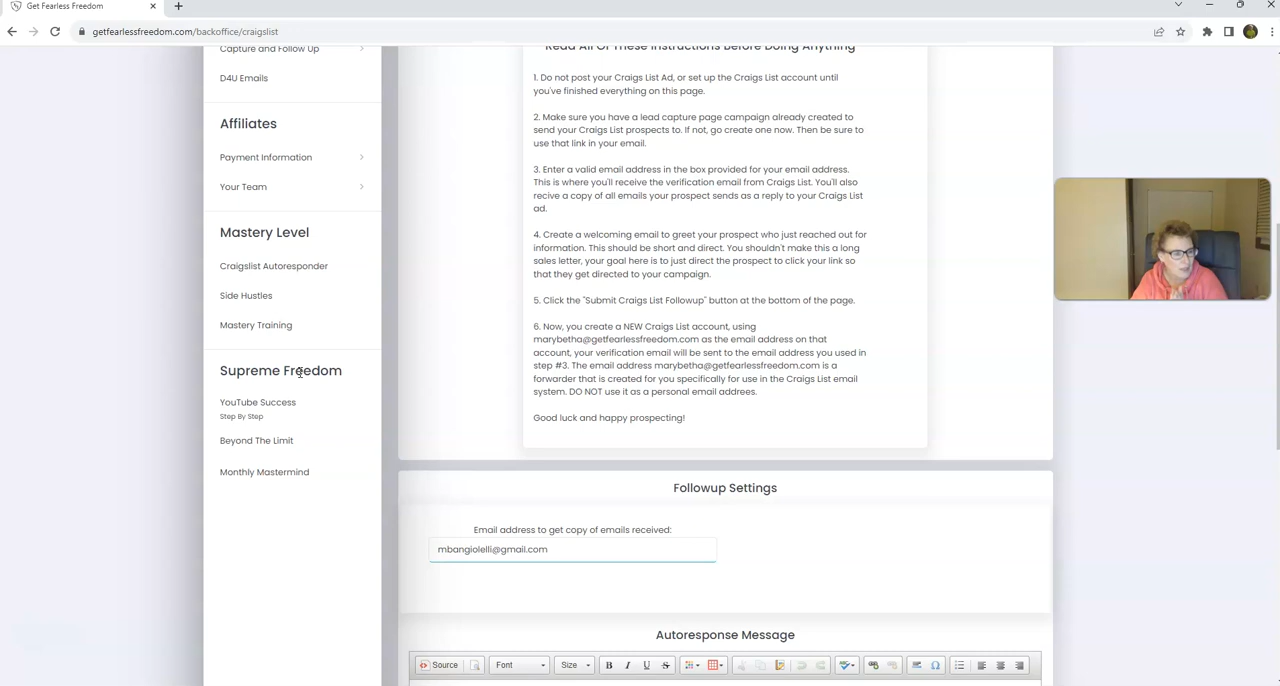 Get Fearless Freedom
getfearlessfreedom.com/backoffice/craigslist
Capture and Follow Up
D4U Emails
Affiliates
Payment Information
Your Team
Mastery Level
Craigslist Autoresponder
Side Hustles
Mastery Training
Supreme Freedom
YouTube Success
Step By Step
Beyond The Limit
Monthly Mastermind
Read All Of These Instructions Before Doing Anything
1. Do not post your Craigs List Ad, or set up the Craigs List account until
you've finished everything on this page.
2. Make sure you have a lead capture page campaign already created to
send your Craigs List prospects to. If not, go create one now. Then be sure to
use that link in your email.
3. Enter a valid email address in the box provided for your email address.
This is where you'll receive the verification email from Craigs List. You'll also
recive a copy of all emails your prospect sends as a reply to your Craigs List
ad.
4. Create a welcoming email to greet your prospect who just reached out for
information. This should be short and direct. You shouldn't make this a long
sales letter, your goal here is to just direct the prospect to click your link so
that they get directed to your campaign.
5. Click the "Submit Craigs List Followup" button at the bottom of the page.
6. Now, you create a NEW Craigs List account, using
marybetha@getfearlessfreedom.com as the email address on that
account, your verification email will be sent to the email address you used in
step #3. The email address marybetha@getfearlessfreedom.com is a
forwarder that is created for you specifically for use in the Craigs List email
system. DO NOT use it as a personal email addrees.
Good luck and happy prospecting!
Followup Settings
Email address to get copy of emails received:
mbangiolelli@gmail.com
Autoresponse Message
Source Font Size B I U S